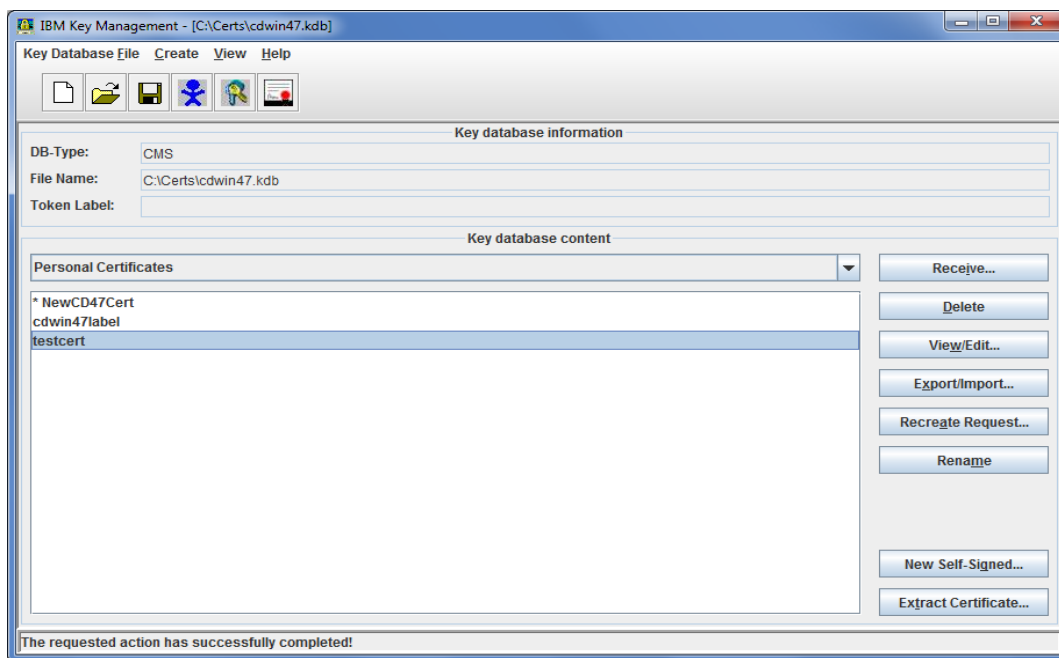 IBM Key Management - [C:\Certs\cdwin47.kdb]
Key Database File Create View Help
Key database information
DB-Type: CMS
File Name: C:\Certs\cdwin47.kdb
Token Label:
Key database content
Personal Certificates
Receive...
* NewCD47Cert
Delete
cdwin47label
testcert
View/Edit...
Export/Import...
Recreate Request...
Rename
New Self-Signed...
Extract Certificate...
The requested action has successfully completed!